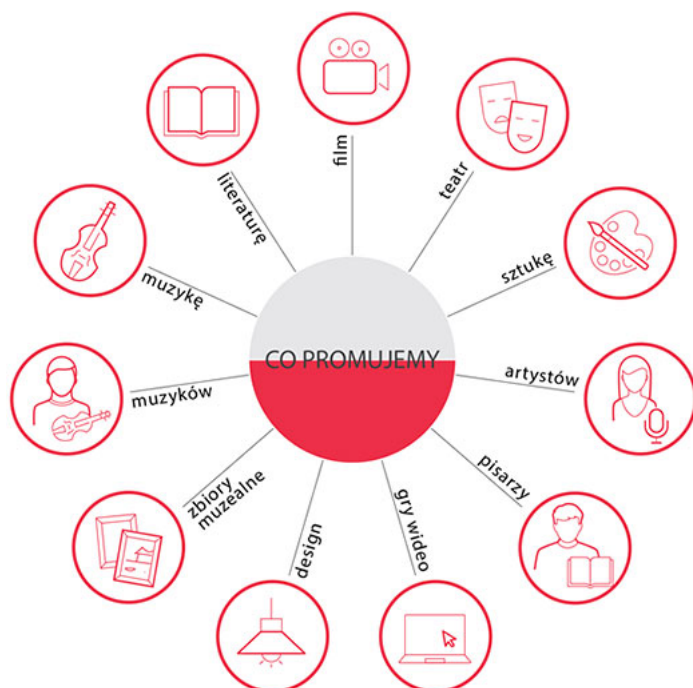 film
teatr
sztukę
artystów
pisarzy
gry wideo
design
zbiory
muzealne
muzyków
muzykę
literaturę
CO PROMUJEMY